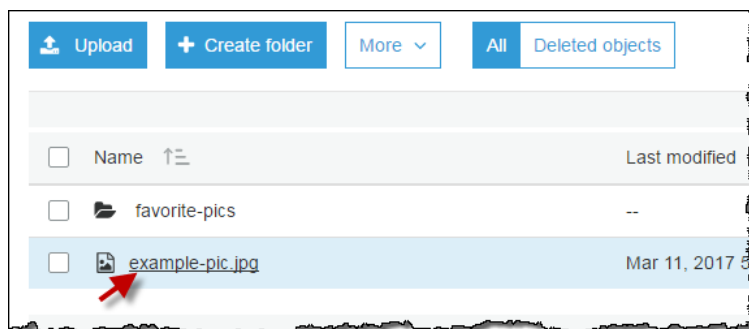 Upload + Create folder More All Deleted objects
Name Last modified
favorite-pics --
example-pic.jpg Mar 11, 2017